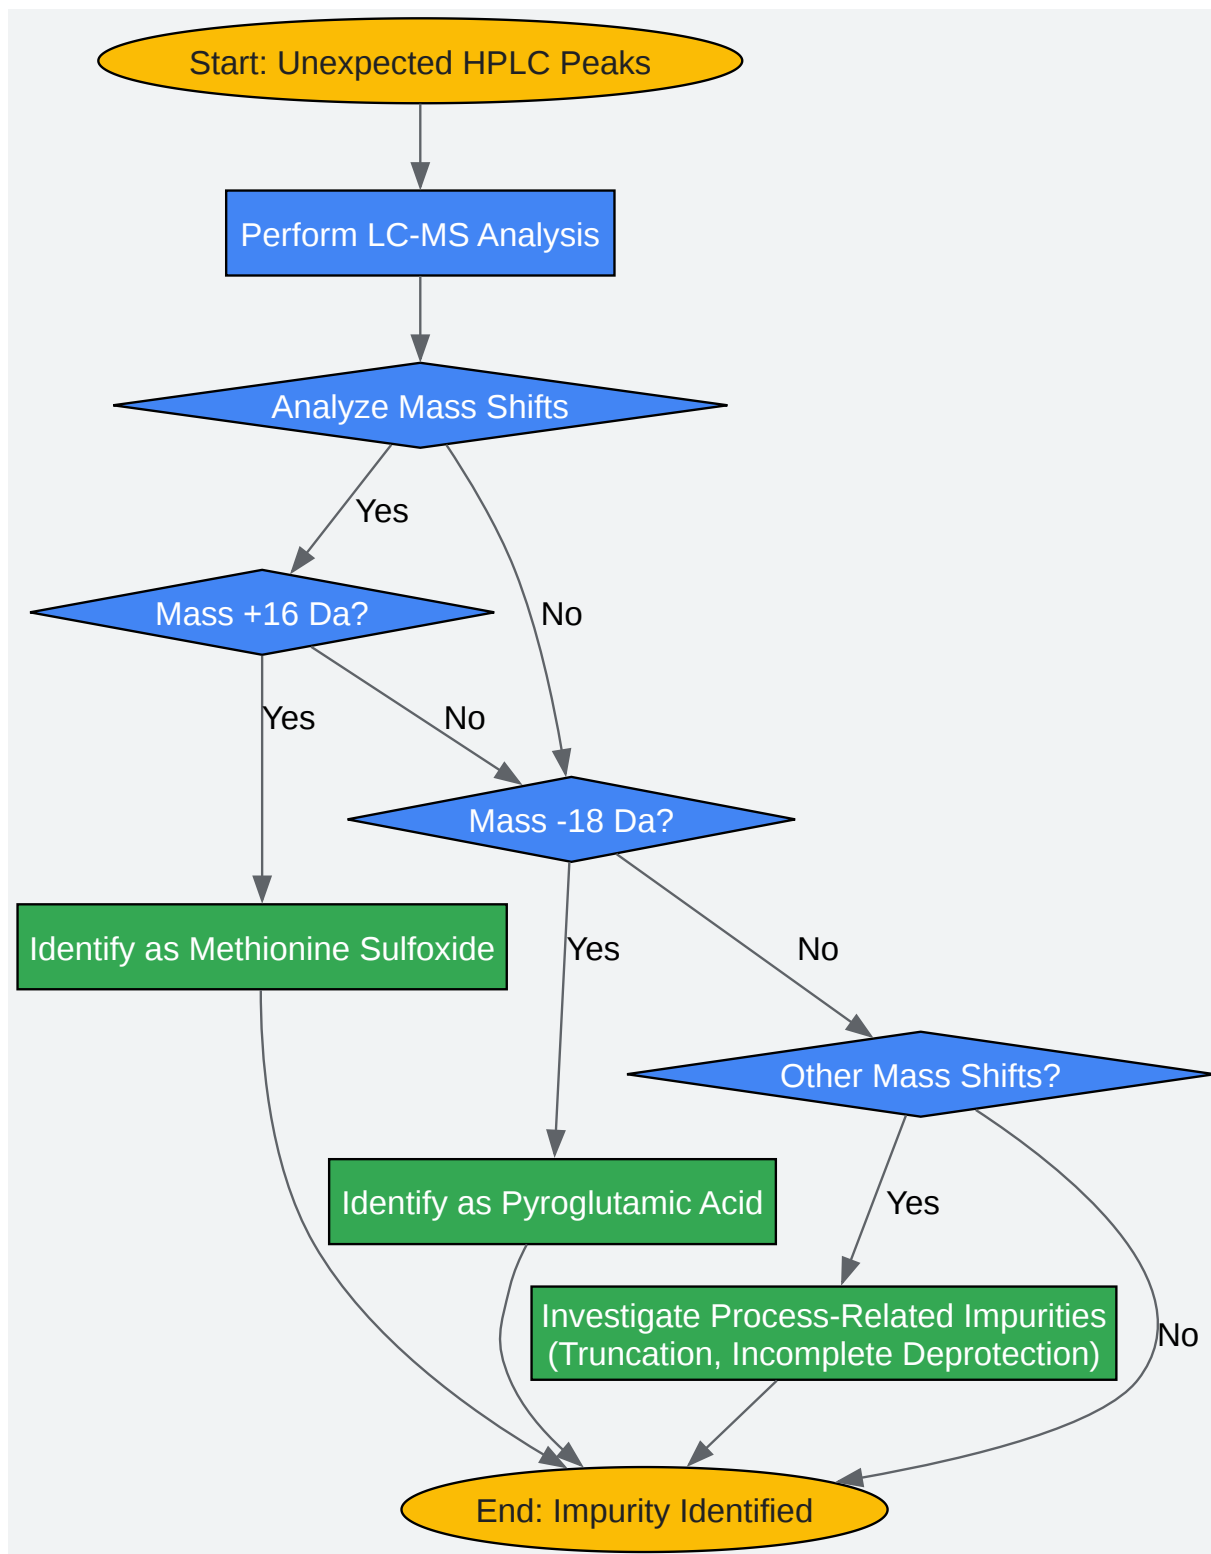 Start: Unexpected HPLC Peaks
Perform LC-MS Analysis
Analyze Mass Shifts
Yes
Mass +16 Da?
No
Yes
No
Mass -18 Da?
Identify as Methionine Sulfoxide
Yes
No
Other Mass Shifts?
Identify as Pyroglutamic Acid
Yes
Investigate Process-Related Impurities
(Truncation, Incomplete Deprotection)
No
End: Impurity Identified